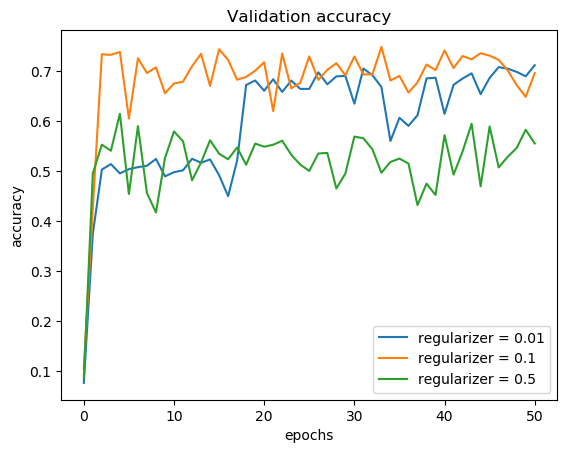 Validation accuracy
accuracy
0.7
0.6
0.5
0.4
0.3
0.2
0.1
regularizer = 0.01
regularizer = 0.1
regularizer = 0.5
0 10 20 30 40 50
epochs